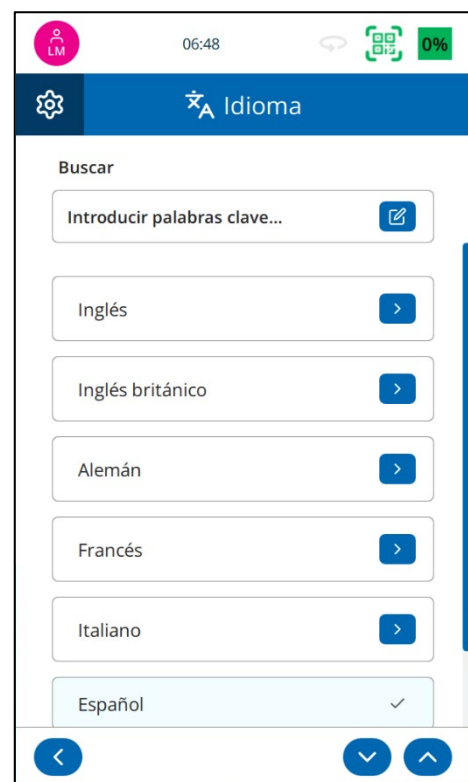 LM
06:48
0%
Idioma
Buscar
Introducir palabras clave...
Inglés
Inglés británico
Alemán
Francés
Italiano
Español